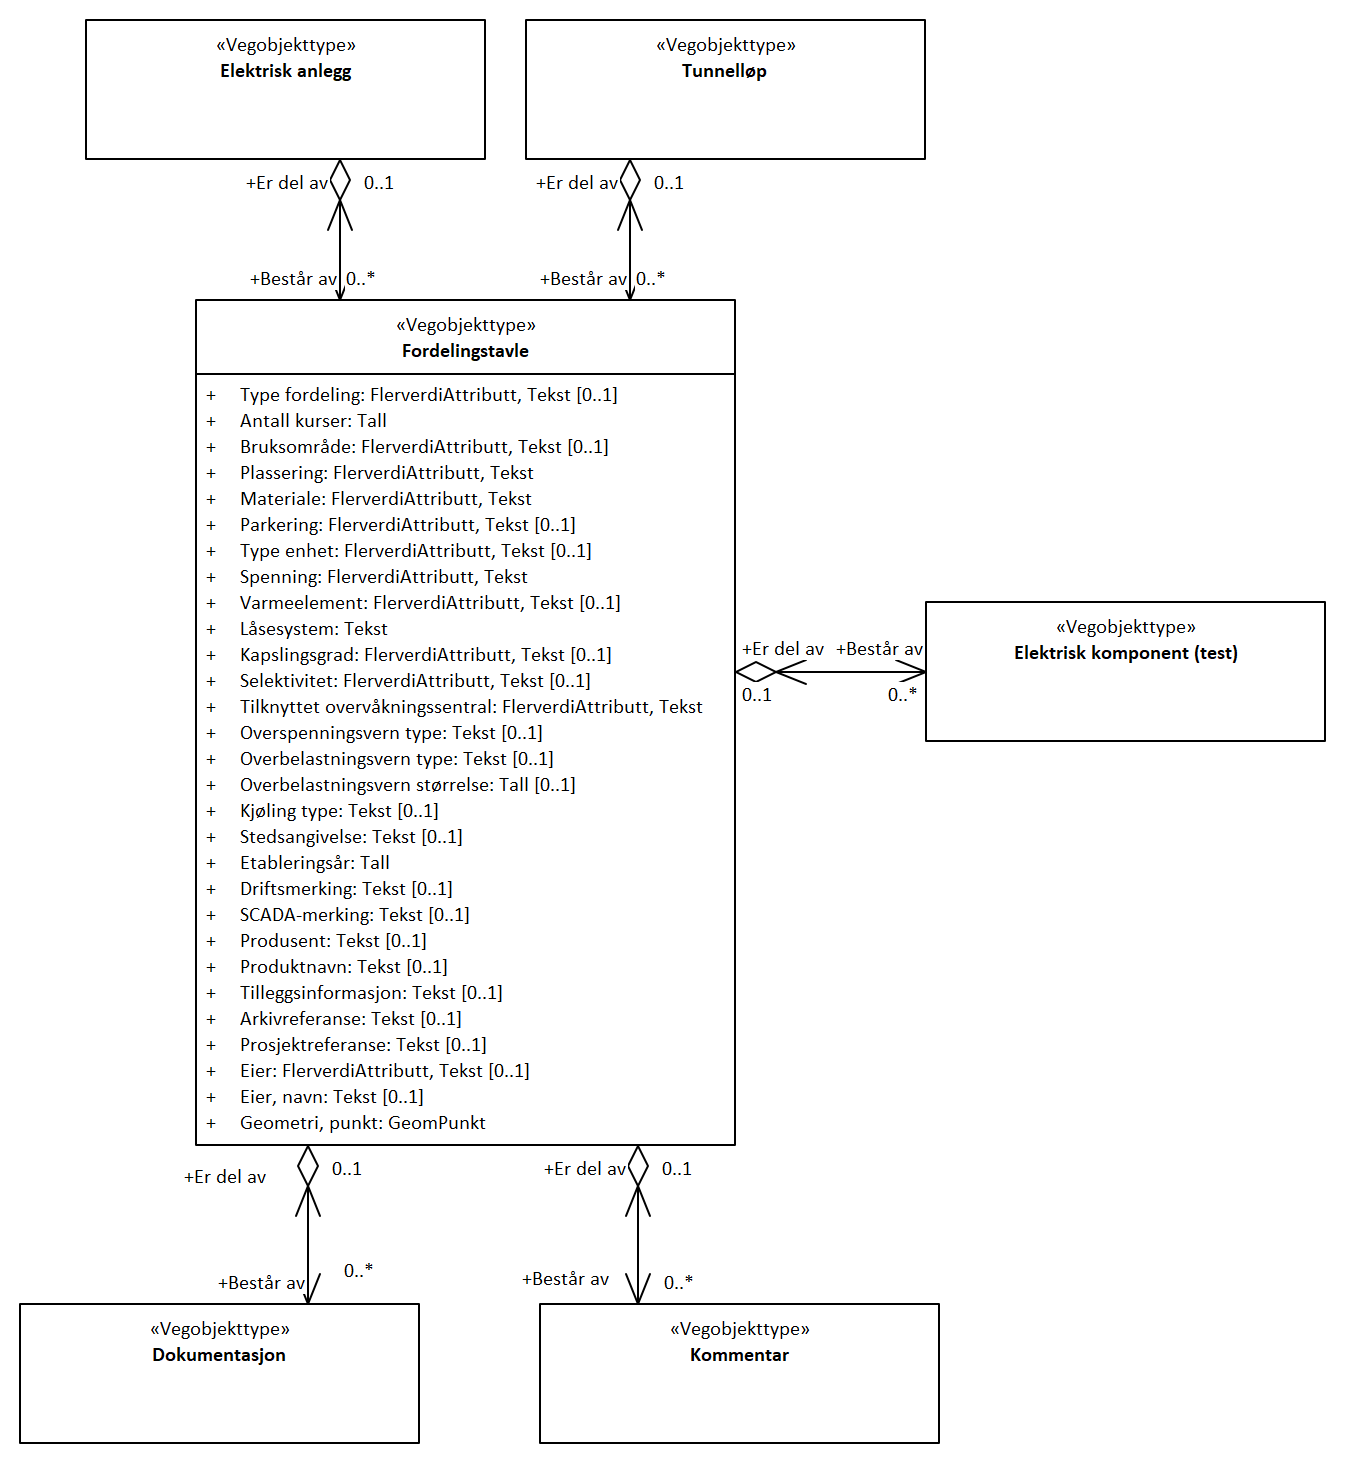 «Vegobjekttype»
Elektrisk anlegg
«Vegobjekttype»
Tunnelløp
+Er del av
0..1
+Er del av
0..1
+Består av
0..*
+Består av
0..*
«Vegobjekttype»
Fordelingstavle
+ Type fordeling: FlerverdiAttributt, Tekst [0..1]
+ Antall kurser: Tall
+ Bruksområde: FlerverdiAttributt, Tekst [0..1]
+ Plassering: FlerverdiAttributt, Tekst
+ Materiale: FlerverdiAttributt, Tekst
+ Parkering: FlerverdiAttributt, Tekst [0..1]
+ Type enhet: FlerverdiAttributt, Tekst [0..1]
+ Spenning: FlerverdiAttributt, Tekst
+ Varmeelement: FlerverdiAttributt, Tekst [0..1]
+ Låsesystem: Tekst
+ Kapslingsgrad: FlerverdiAttributt, Tekst [0..1]
+ Selektivitet: FlerverdiAttributt, Tekst [0..1]
+ Tilknyttet overvåkningssentral: FlerverdiAttributt, Tekst
+ Overspenningsvern type: Tekst [0..1]
+ Overbelastningsvern type: Tekst [0..1]
+ Overbelastningsvern størrelse: Tall [0..1]
+ Kjøling type: Tekst [0..1]
+ Stedsangivelse: Tekst [0..1]
+ Etableringsår: Tall
+ Driftsmerking: Tekst [0..1]
+ SCADA-merking: Tekst [0..1]
+ Produsent: Tekst [0..1]
+ Produktnavn: Tekst [0..1]
+ Tilleggsinformasjon: Tekst [0..1]
+ Arkivreferanse: Tekst [0..1]
+ Prosjektreferanse: Tekst [0..1]
+ Eier: FlerverdiAttributt, Tekst [0..1]
+ Eier, navn: Tekst [0..1]
+ Geometri, punkt: GeomPunkt
+Er del av
+Består av
0..1
0..*
«Vegobjekttype»
Elektrisk komponent (test)
+Er del av
0..1
+Er del av
0..1
+Består av
0..*
+Består av
0..*
«Vegobjekttype»
Dokumentasjon
«Vegobjekttype»
Kommentar